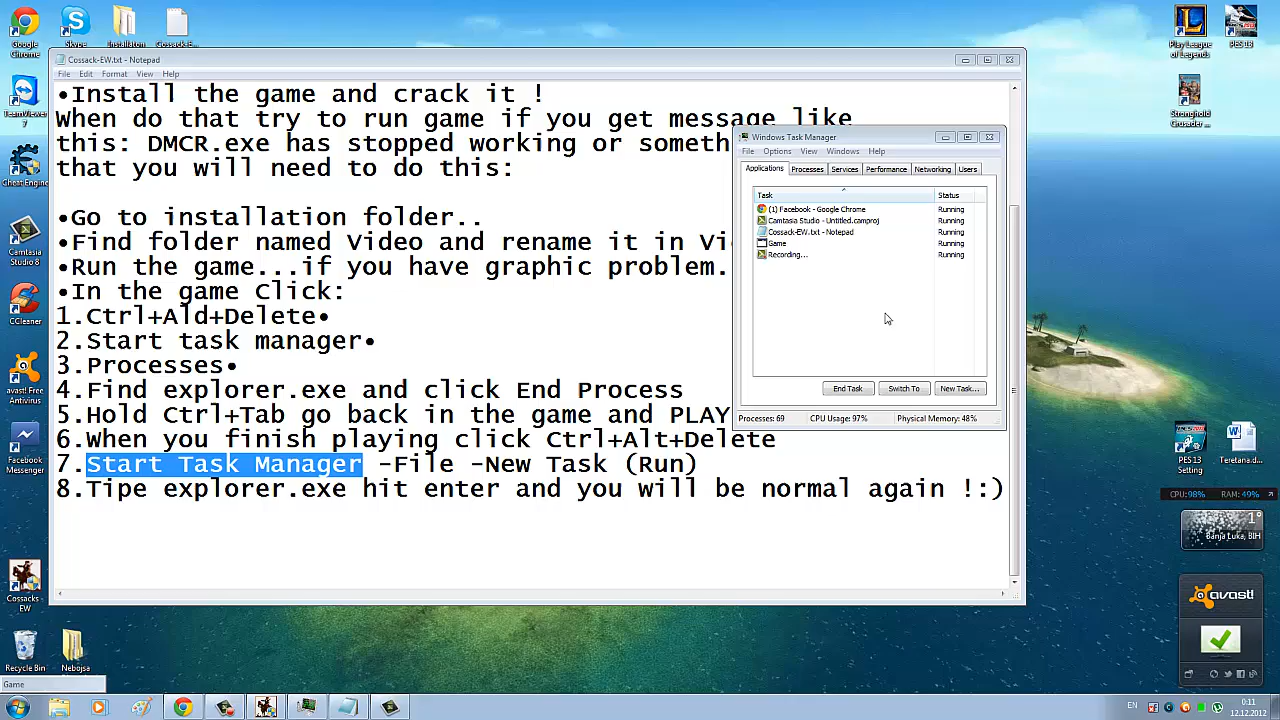 Google
Chrome
Skype
Installaton
Cossack-E...
Play League
of Legends
PES 13
TeamViewer
7
Stronghold
Crusader ...
Cheat Engine
Camtasia
Studio 8
CCleaner
avast! Free
Antivirus
Facebook
Messenger
Cossacks
EW
Recycle Bin
Nebojsa
Cossack-EW.txt - Notepad
File Edit Format View Help
•Install the game and crack it !
When do that try to run game if you get message like
this: DMCR.exe has stopped working or someth
that you will need to do this:
•Go to installation folder..
•Find folder named Video and rename it in Vi
•Run the game...if you have graphic problem.
•In the game Click:
1.Ctrl+Ald+Delete•
2.Start task manager•
3.Processes•
4.Find explorer.exe and click End Process
5.Hold Ctrl+Tab go back in the game and PLAY
6.When you finish playing click Ctrl+Alt+Delete
7.Start Task Manager -File -New Task (Run)
8.Tipe explorer.exe hit enter and you will be normal again !:)
Windows Task Manager
File Options View Windows Help
Applications Processes Services Performance Networking Users
Task Status
(1) Facebook - Google Chrome Running
Camtasia Studio - Untitled.camproj Running
Cossack-EW.txt - Notepad Running
Game Running
Recording... Running
End Task Switch To New Task...
Processes: 69 CPU Usage: 97% Physical Memory: 48%
PES 13
Setting
Teretana.d...
CPU:98% RAM: 49%
1°
Banja Luka, BIH
avast!
Game
EN
0:11
12.12.2012